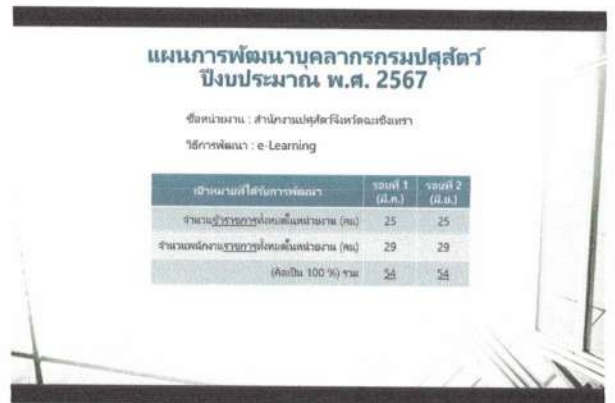 แผนการพัฒนาบุคลากรกรมปศุสัตว์
ปีงบประมาณ พ.ศ. 2567
ชื่อหน่วยงาน : สำนักงานปศุสัตว์จังหวัดฉะเชิงเทรา
วิธีการพัฒนา : e-Learning
เป้าหมายที่ได้รับการพัฒนา รอบที่ 1 (มี.ค.) รอบที่ 2 (มิ.ย.)
จำนวนข้าราชการทั้งหมดในหน่วยงาน (คน) 25 25
จำนวนพนักงานราชการทั้งหมดในหน่วยงาน (คน) 29 29
(คิดเป็น 100 %) รวม 54 54